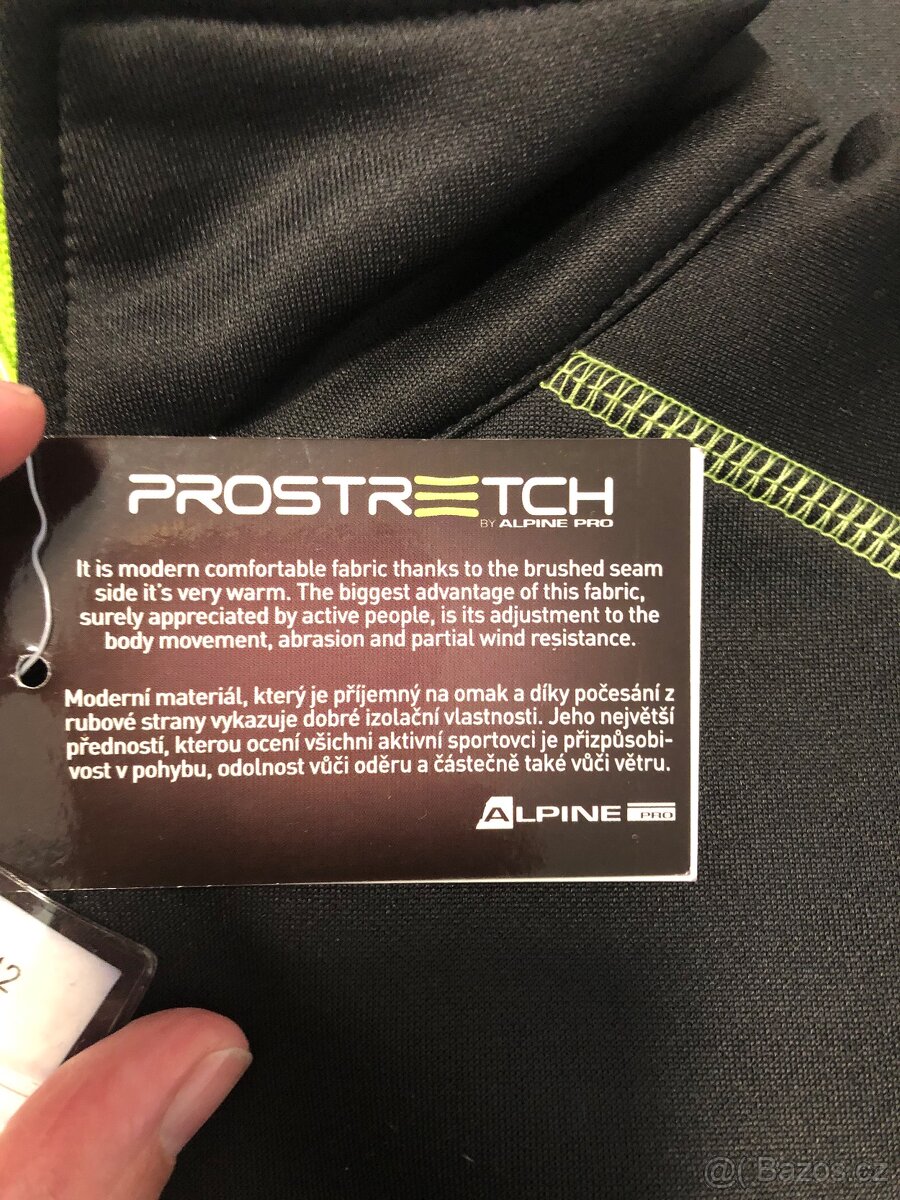 PROSTRETCH
BY ALPINE PRO
It is modern comfortable fabric thanks to the brushed seam
side it's very warm. The biggest advantage of this fabric,
surely appreciated by active people, is its adjustment to the
body movement, abrasion and partial wind resistance.
Moderní materiál, který je příjemný na omak a díky počesání z
rubové strany vykazuje dobré izolační vlastnosti. Jeho největší
předností, kterou ocení všichni aktivní sportovci je přizpůsobi-
vost v pohybu, odolnost vůči oděru a částečně také vůči větru.
ALPINE PRO
@( Bazos.cz